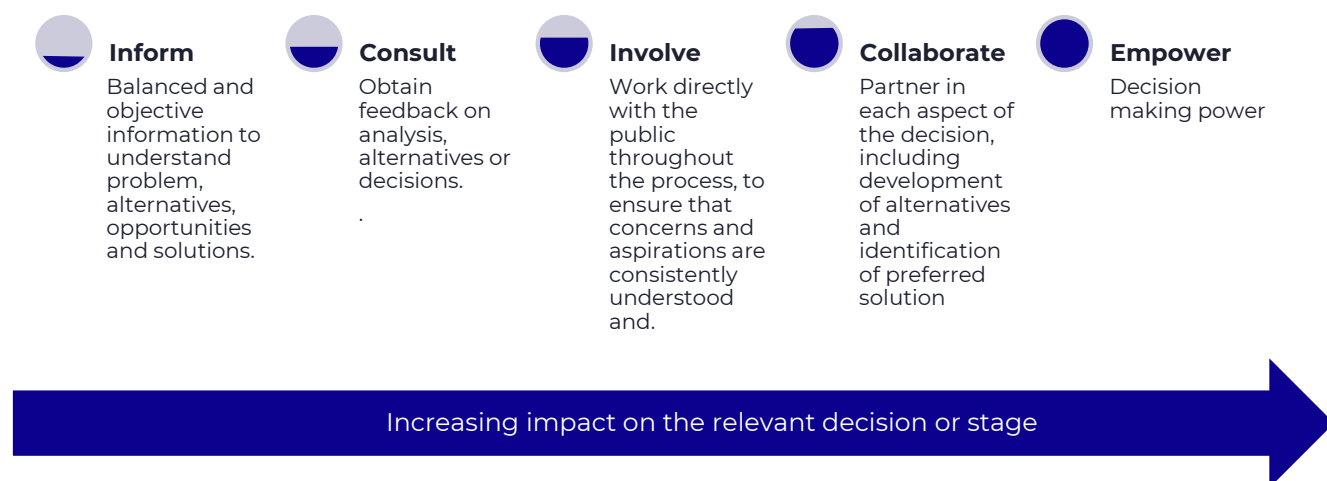 Inform
Balanced and
objective
information to
understand
problem,
alternatives,
opportunities
and solutions.
Consult
Obtain
feedback on
analysis,
alternatives or
decisions.
.
Involve
Work directly
with the
public
throughout
the process, to
ensure that
concerns and
aspirations are
consistently
understood
and.
Collaborate
Partner in
each aspect of
the decision,
including
development
of alternatives
and
identification
of preferred
solution
Empower
Decision
making power
Increasing impact on the relevant decision or stage